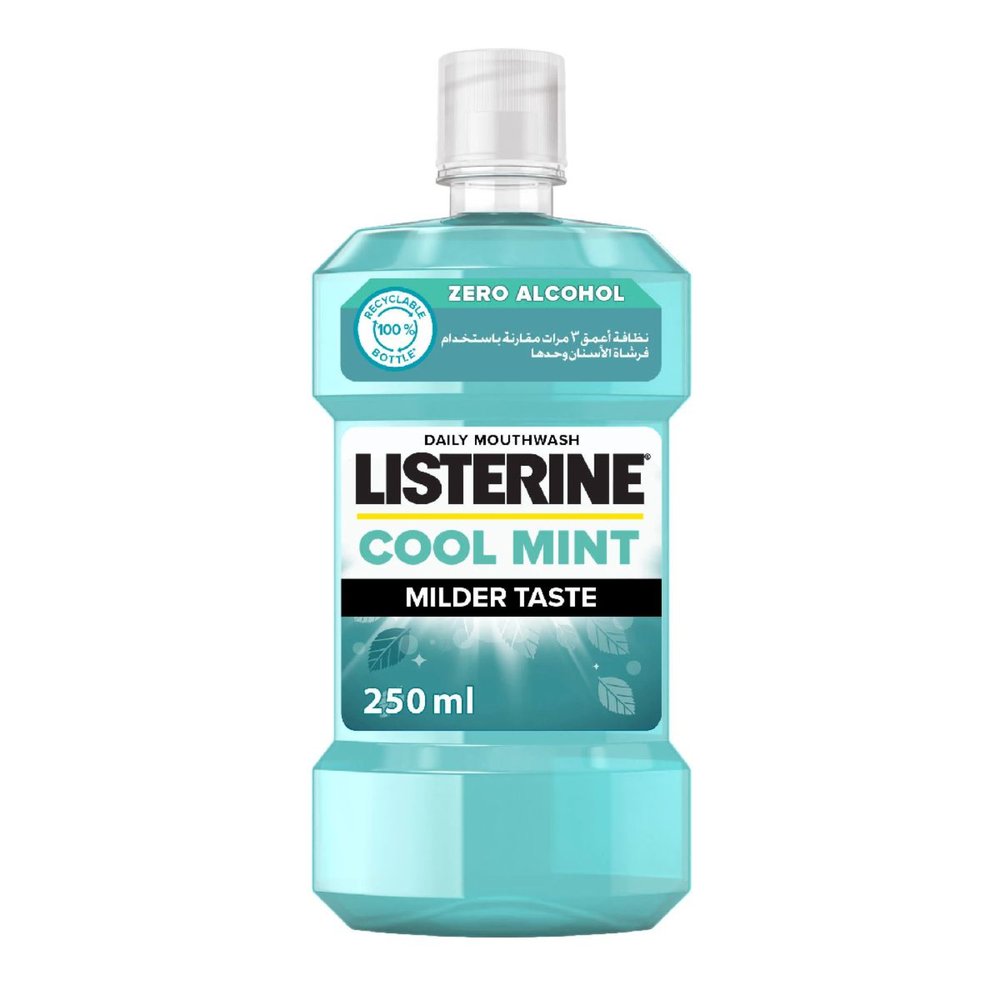 ZERO ALCOHOL
RECYCLABLE
100 %
BOTTLE*
نظافة أعمق ٣ مرات مقارنة باستخدام
فرشاة الأسنان وحدها
DAILY MOUTHWASH
LISTERINE®
COOL MINT
MILDER TASTE
250 ml